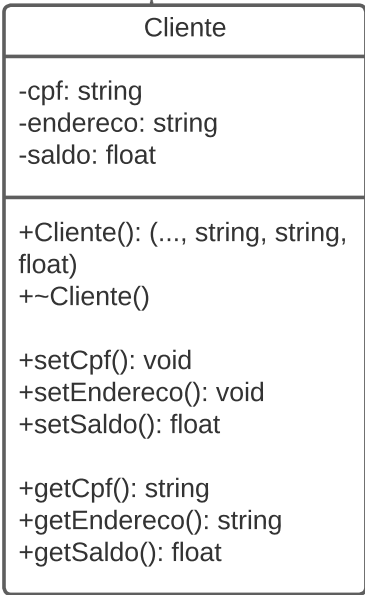 Cliente
-cpf: string
-endereco: string
-saldo: float
+Cliente(): (..., string, string,
float)
+~Cliente()
+setCpf(): void
+setEndereco(): void
+setSaldo(): float
+getCpf(): string
+getEndereco(): string
+getSaldo(): float